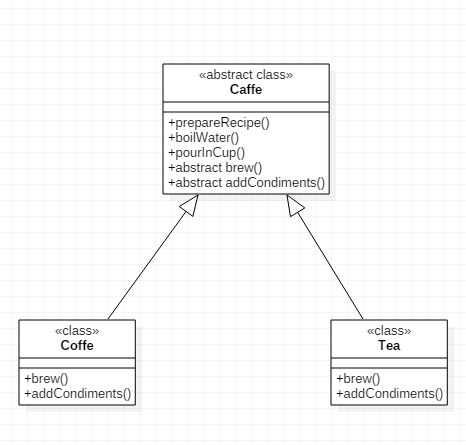 «abstract class»
Caffe
+prepareRecipe()
+boilWater()
+pourInCup()
+abstract brew()
+abstract addCondiments()
«class»
Coffe
+brew()
+addCondiments()
«class»
Tea
+brew()
+addCondiments()